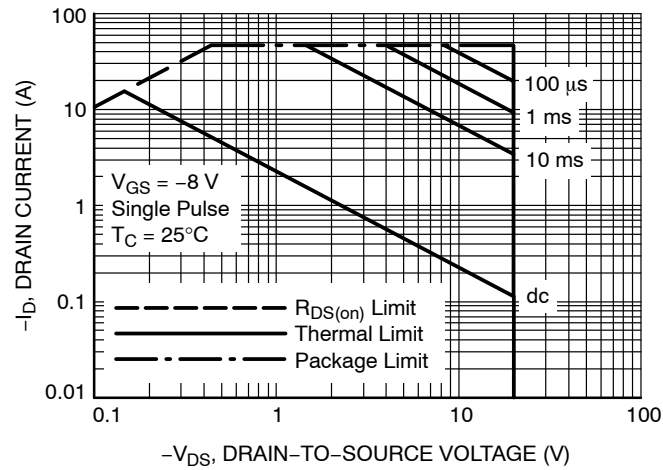 100
10
1
0.1
0.01
-I_D, DRAIN CURRENT (A)
V_GS = −8 V
Single Pulse
T_C = 25°C
100 μs
1 ms
10 ms
dc
R_DS(on) Limit
Thermal Limit
Package Limit
0.1
1
10
100
-V_DS, DRAIN−TO−SOURCE VOLTAGE (V)